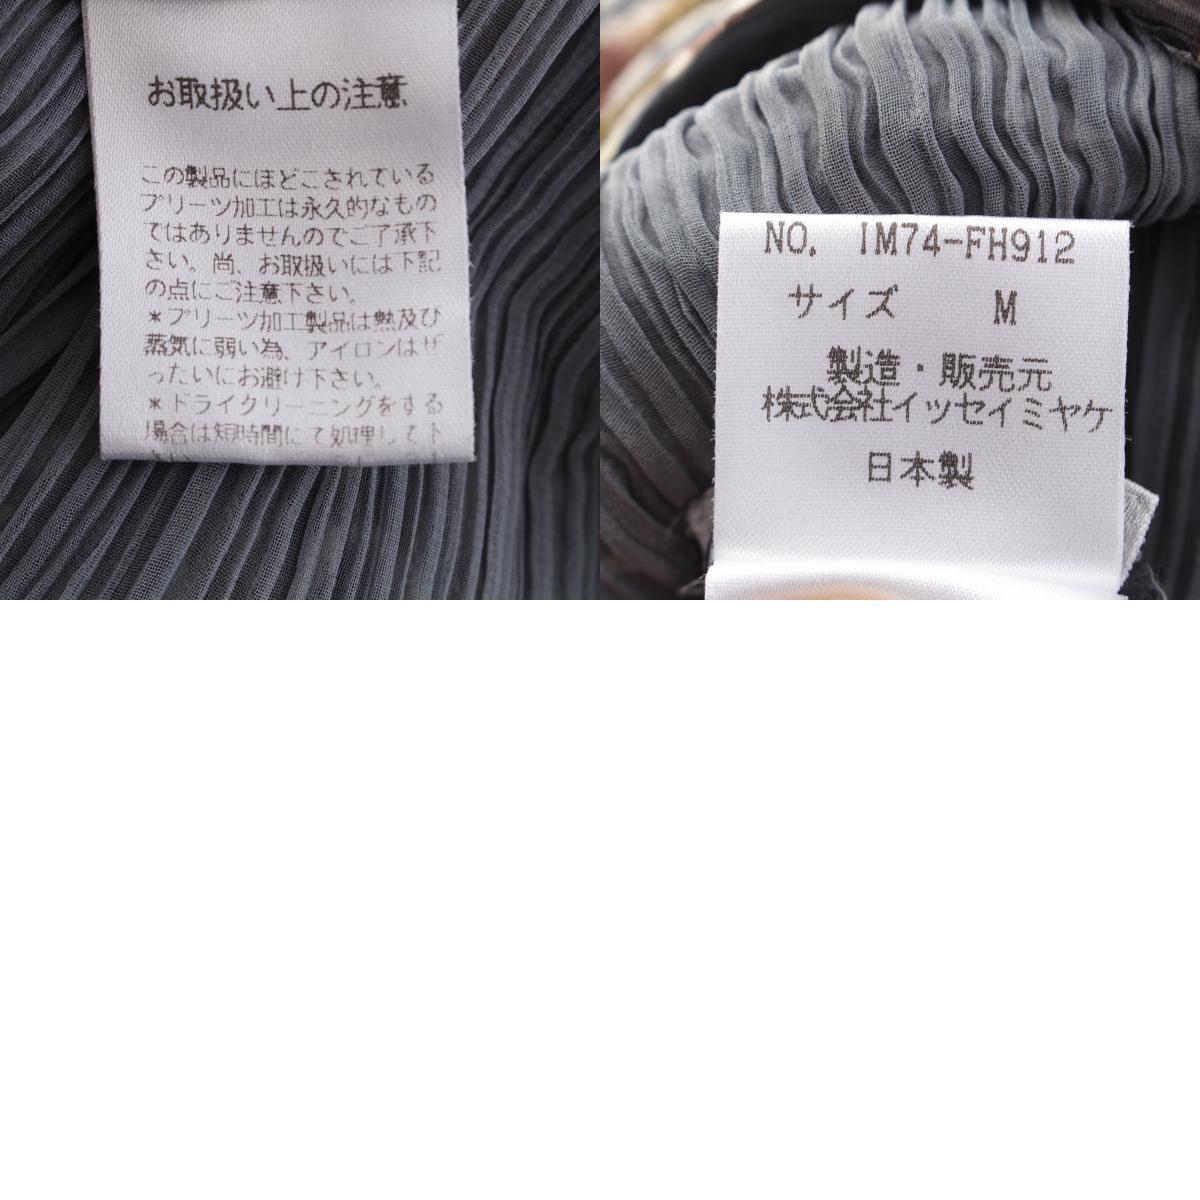 お取扱い上の注意
この製品にほどこされている
プリーツ加工は永久的なもの
ではありませんのでご了承下
さい。尚、お取扱いには下記
の点にご注意下さい。
*プリーツ加工製品は熱及び
蒸気に弱い為、アイロンはぜ
ったいにお避け下さい。
*ドライクリーニングをする
場合は短時間にて処理して下
NO. IM74-FH912
サイズ M
製造・販売元
株式会社イッセイミヤケ
日本製